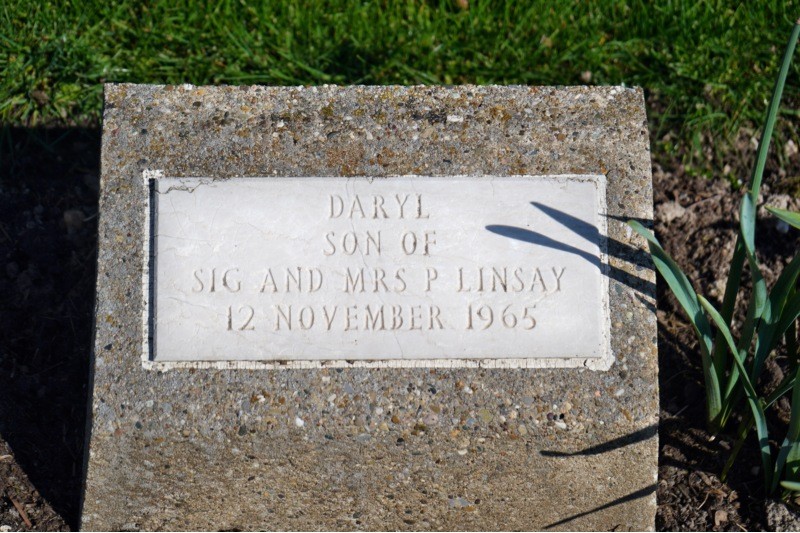 DARYL
SON OF
SIG AND MRS P LINSAY
12 NOVEMBER 1965